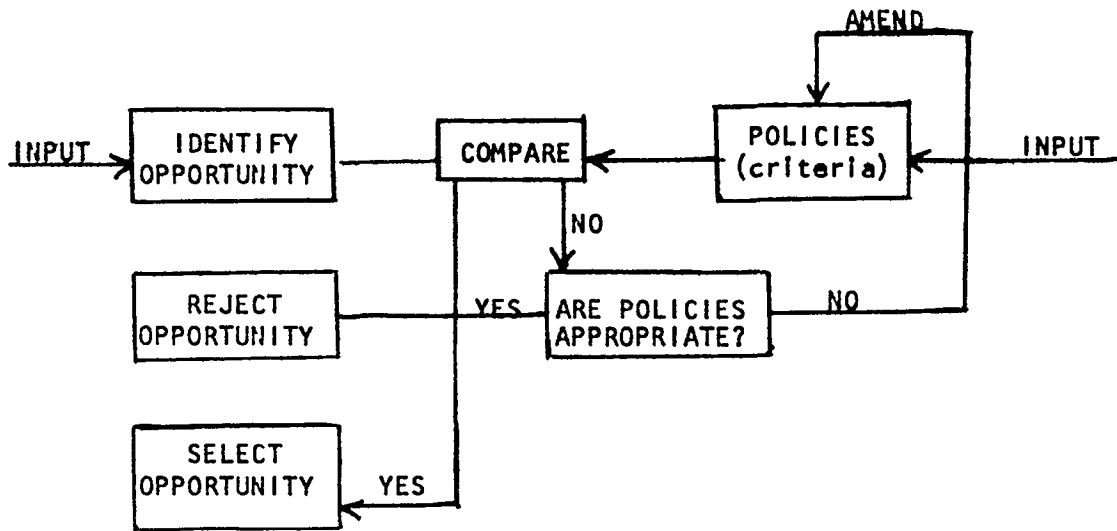 AMEND
INPUT
IDENTIFY
OPPORTUNITY
COMPARE
POLICIES
(criteria)
INPUT
NO
REJECT
OPPORTUNITY
YES
ARE POLICIES
APPROPRIATE?
NO
SELECT
OPPORTUNITY
YES